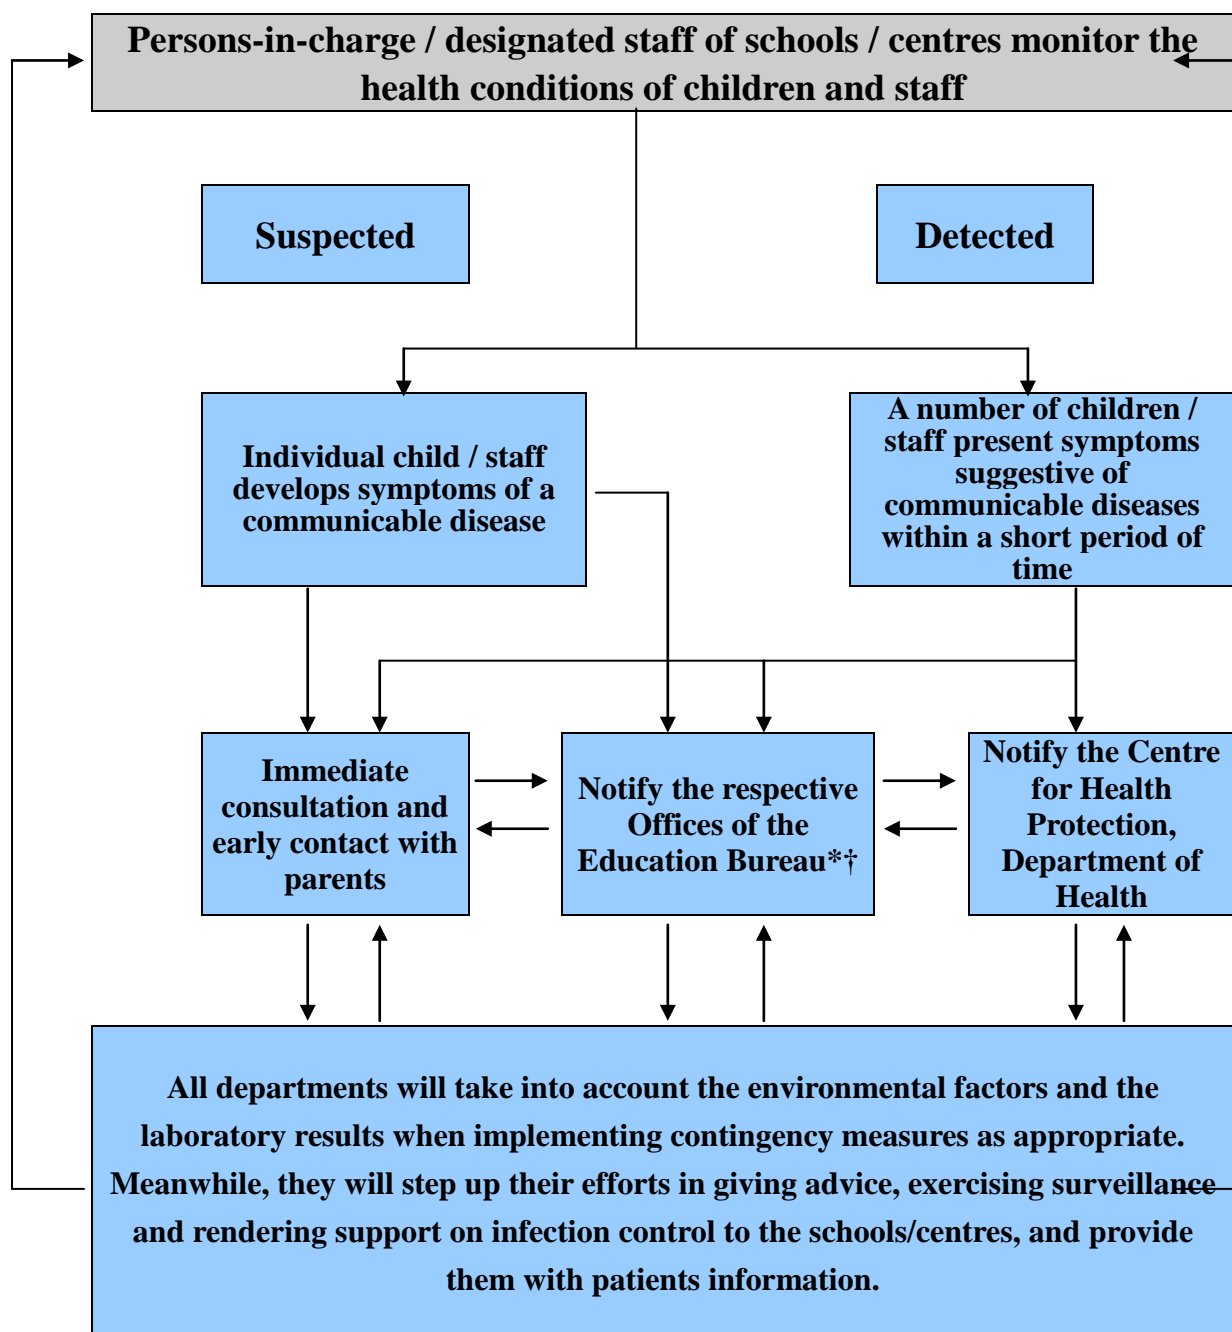 Persons-in-charge / designated staff of schools / centres monitor the
health conditions of children and staff
Suspected
Detected
Individual child / staff
develops symptoms of a
communicable disease
A number of children /
staff present symptoms
suggestive of
communicable diseases
within a short period of
time
Immediate
consultation and
early contact with
parents
Notify the respective
Offices of the
Education Bureau*†
Notify the Centre
for Health
Protection,
Department of
Health
All departments will take into account the environmental factors and the
laboratory results when implementing contingency measures as appropriate.
Meanwhile, they will step up their efforts in giving advice, exercising surveillance
and rendering support on infection control to the schools/centres, and provide
them with patients information.